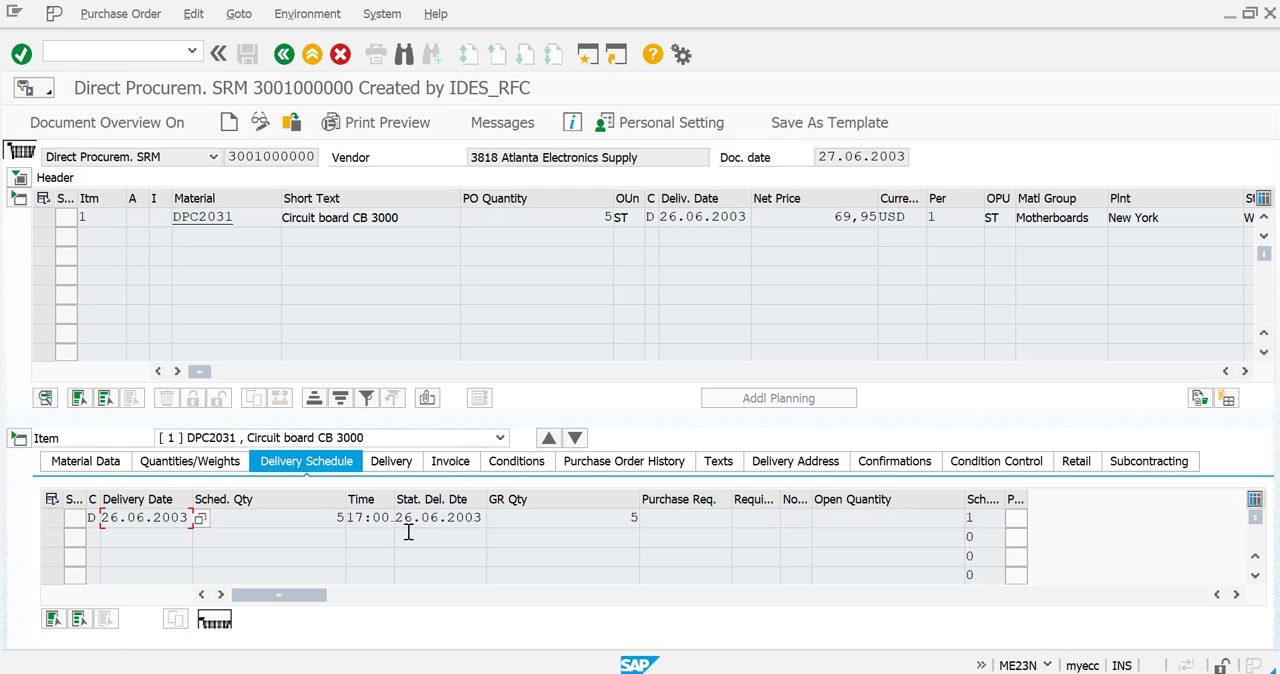 Purchase Order Edit Goto Environment System Help
Direct Procurem. SRM 3001000000 Created by IDES_RFC
Document Overview On Print Preview Messages Personal Setting Save As Template
Direct Procurem. SRM 3001000000 Vendor 3818 Atlanta Electronics Supply Doc. date 27.06.2003
Header
S... Itm A I Material Short Text PO Quantity OUn C Deliv. Date Net Price Curre... Per OPU Matl Group Plnt
1 DPC2031 Circuit board CB 3000 5 ST D 26.06.2003 69,95 USD 1 ST Motherboards New York W
Addl Planning
Item [ 1 ] DPC2031 , Circuit board CB 3000
Material Data Quantities/Weights Delivery Schedule Delivery Invoice Conditions Purchase Order History Texts Delivery Address Confirmations Condition Control Retail Subcontracting
S... C Delivery Date Sched. Qty Time Stat. Del. Dte GR Qty Purchase Req. Requi... No... Open Quantity Sch... P...
D 26.06.2003 5 17:00 26.06.2003 5 1
0
0
0
SAP ME23N myecc INS